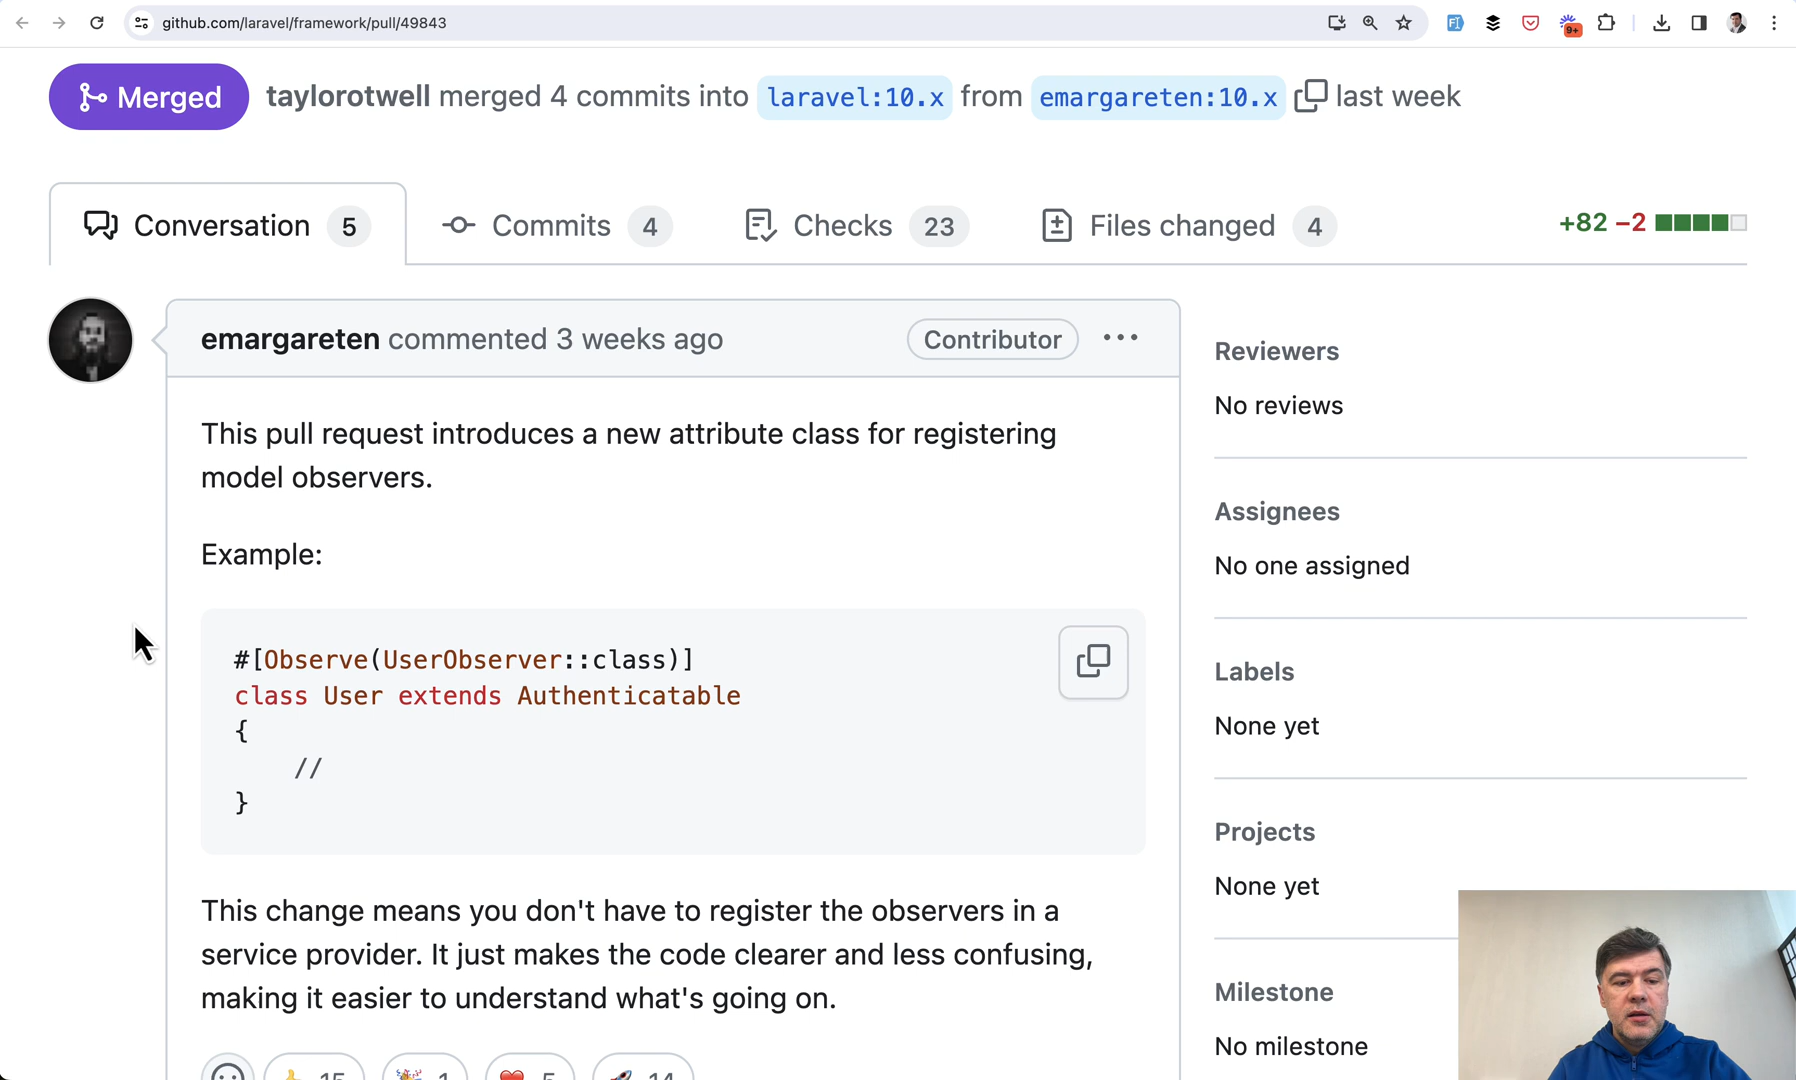 github.com/laravel/framework/pull/49843
9+
Merged taylorotwell merged 4 commits into laravel:10.x from emargareten:10.x last week
Conversation 5 Commits 4 Checks 23 Files changed 4 +82 −2
emargareten commented 3 weeks ago Contributor
This pull request introduces a new attribute class for registering
model observers.
Example:
#[Observe(UserObserver::class)]
class User extends Authenticatable
{
    //
}
This change means you don't have to register the observers in a
service provider. It just makes the code clearer and less confusing,
making it easier to understand what's going on.
15 1 5 14
Reviewers
No reviews
Assignees
No one assigned
Labels
None yet
Projects
None yet
Milestone
No milestone